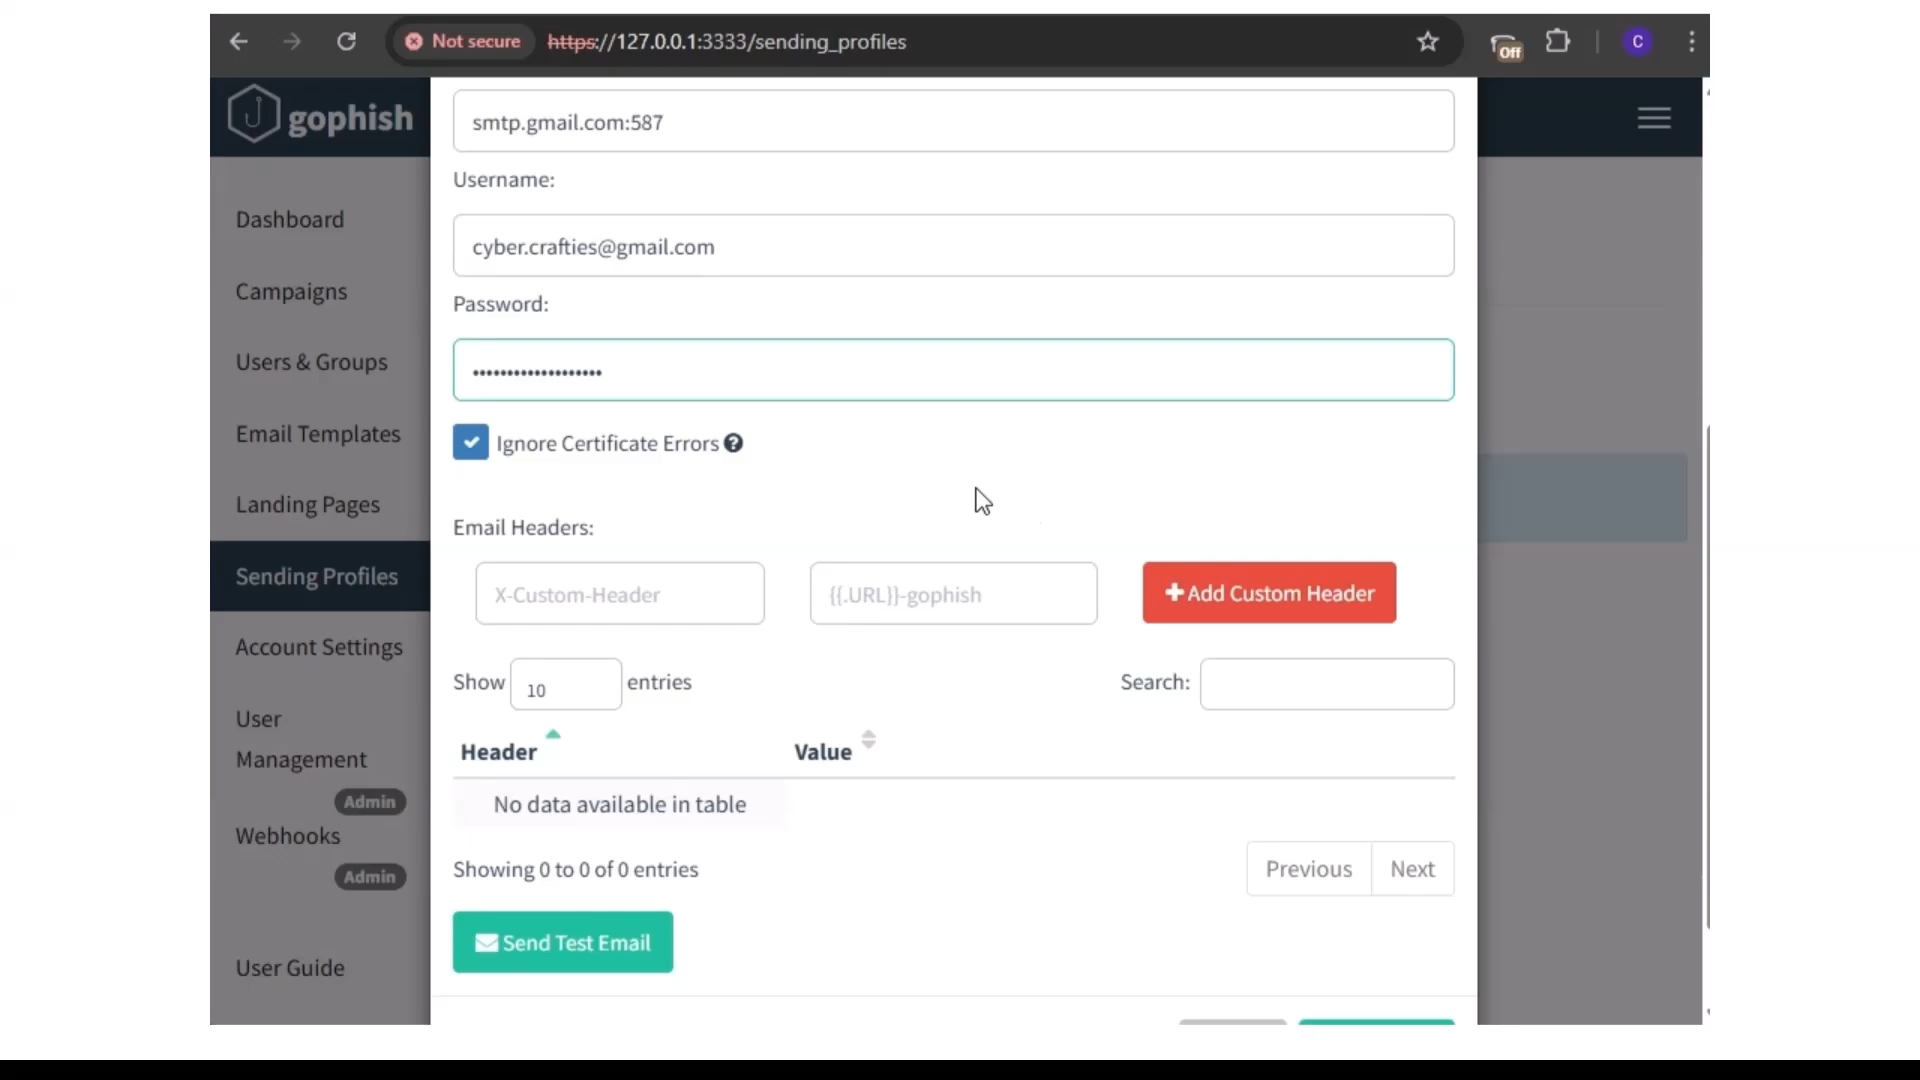 Not secure
https://127.0.0.1:3333/sending_profiles
Off
C
gophish
Dashboard
Campaigns
Users & Groups
Email Templates
Landing Pages
Sending Profiles
Account Settings
User
Management
Admin
Webhooks
Admin
User Guide
smtp.gmail.com:587
Username:
cyber.crafties@gmail.com
Password:
•••••••••••••••••••
Ignore Certificate Errors
Email Headers:
X-Custom-Header
{{.URL}}-gophish
Add Custom Header
Show 10 entries
Search:
Header Value
No data available in table
Showing 0 to 0 of 0 entries
Previous Next
Send Test Email